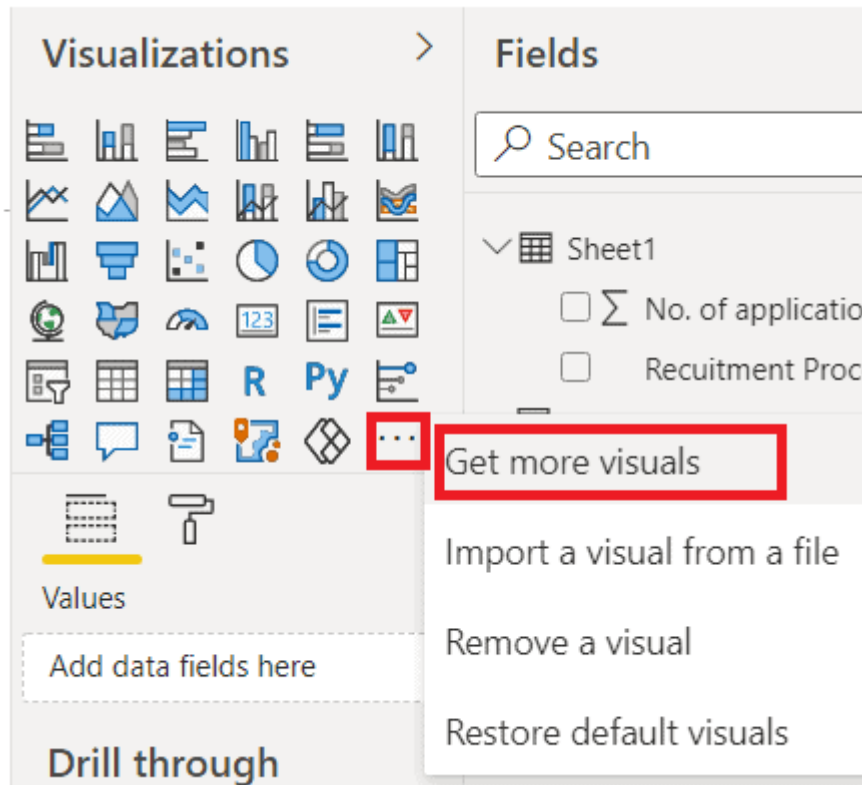 Visualizations
Fields
Search
Sheet1
No. of applicatio
Recuitment Proc
123
R
Py
...
Get more visuals
Import a visual from a file
Remove a visual
Restore default visuals
Values
Add data fields here
Drill through